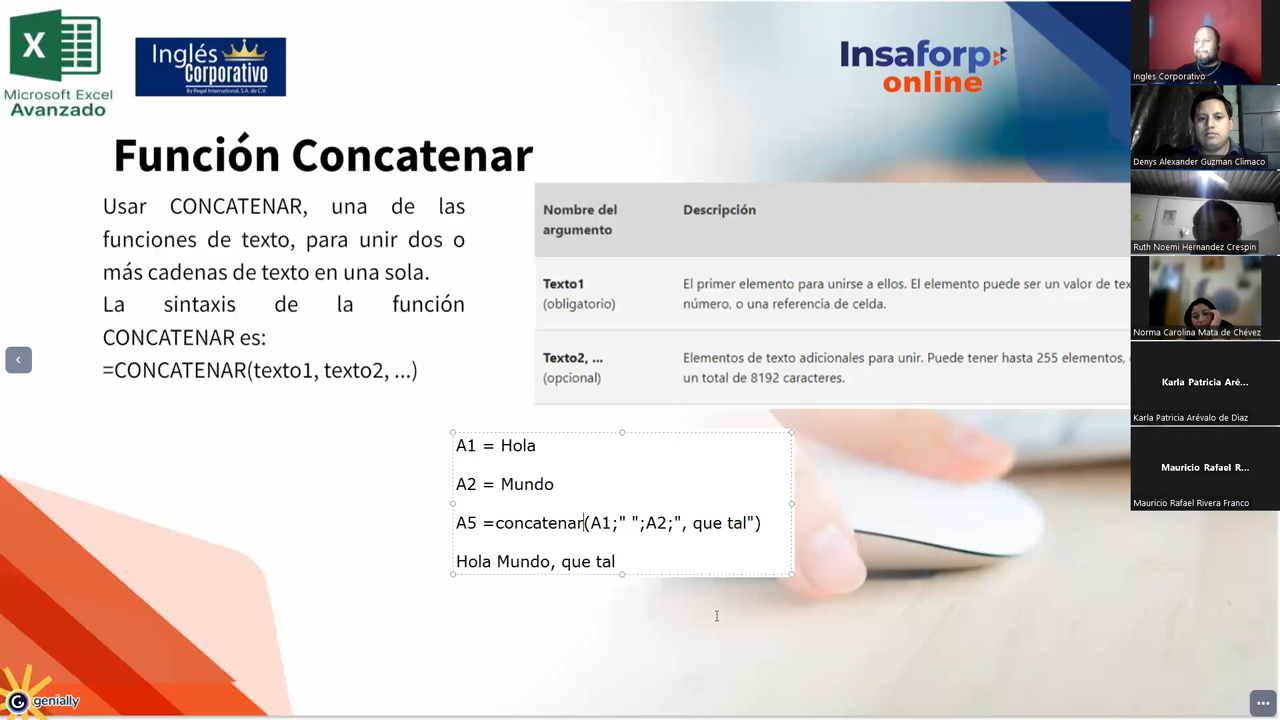 X
Microsoft Excel
Avanzado
Inglés
Corporativo
By Regal International, S.A. de C.V.
Insaforp
online
Función Concatenar
Usar CONCATENAR, una de las
funciones de texto, para unir dos o
más cadenas de texto en una sola.
La sintaxis de la función
CONCATENAR es:
=CONCATENAR(texto1, texto2, ...)
Nombre del
argumento
Descripción
Texto1
(obligatorio)
El primer elemento para unirse a ellos. El elemento puede ser un valor de
número, o una referencia de celda.
Texto2, ...
(opcional)
Elementos de texto adicionales para unir. Puede tener hasta 255 elementos,
un total de 8192 caracteres.
A1 = Hola
A2 = Mundo
A5 =concatenar(A1;" ";A2;", que tal")
Hola Mundo, que tal
Ingles Corporativo
Denys Alexander Guzman Climaco
Ruth Noemi Hernandez Crespin
Norma Carolina Mata de Chévez
Karla Patricia Aré...
Karla Patricia Arévalo de Diaz
Mauricio Rafael R...
Mauricio Rafael Rivera Franco
genially